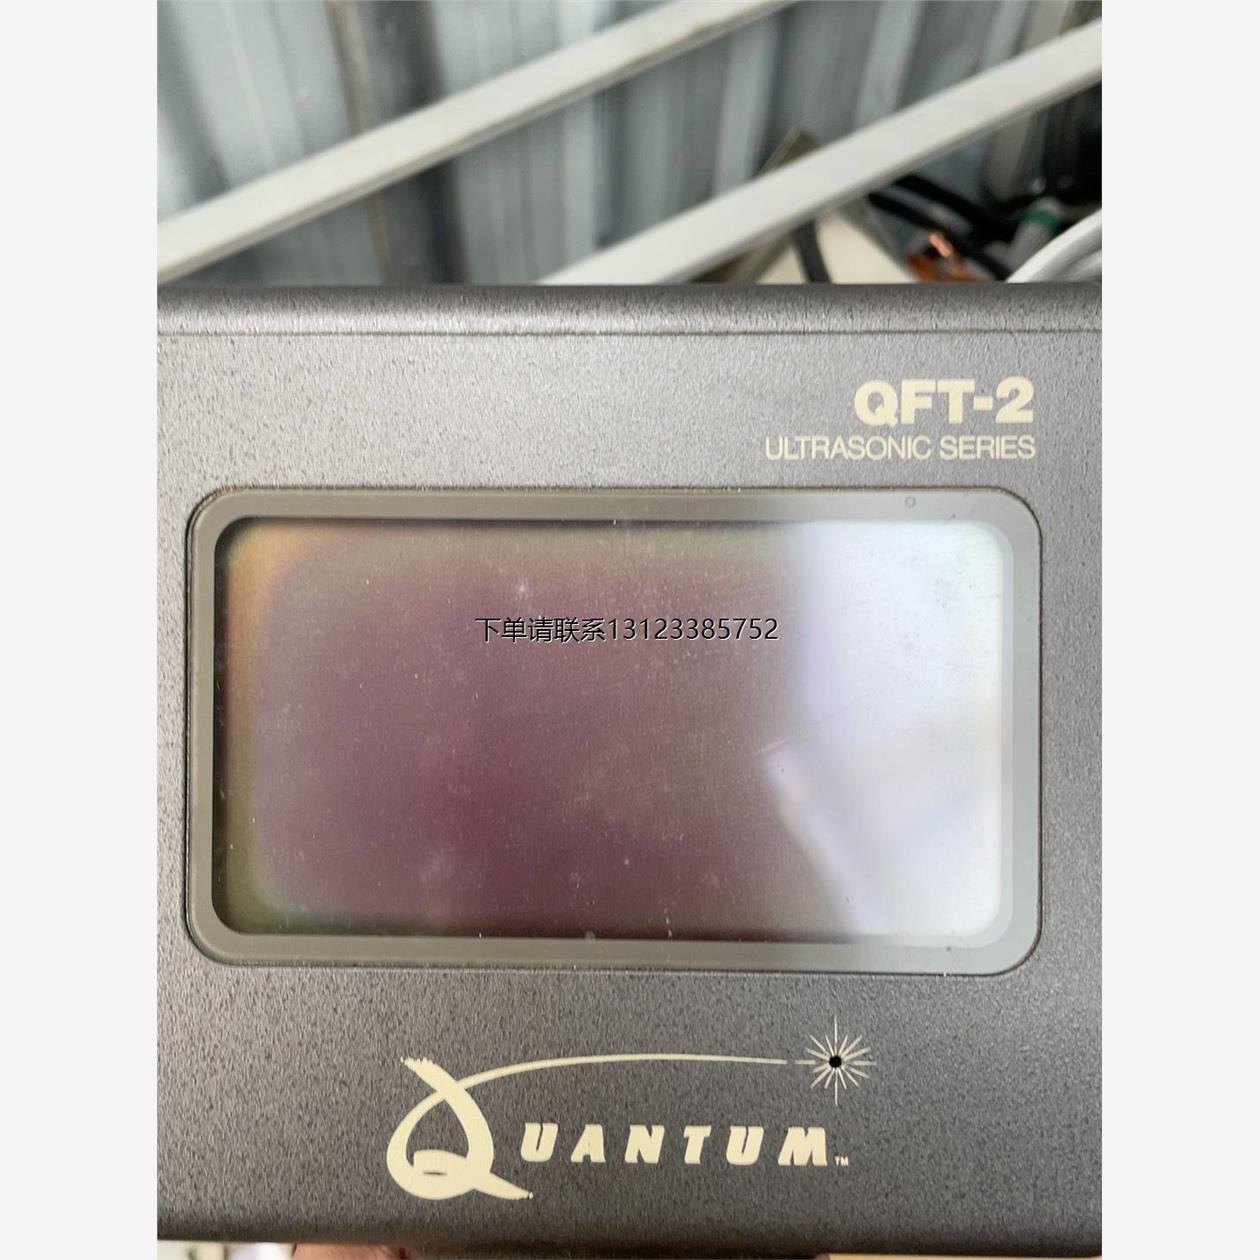 QFT-2
ULTRASONIC SERIES
下单请联系13123385752
QUANTUM™